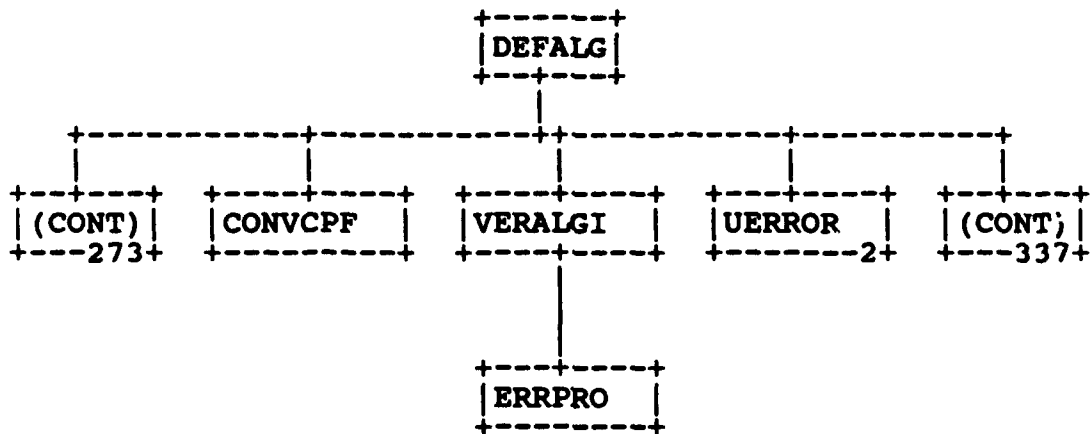 DEFALG
(CONT) CONVCPF VERALGI UERROR (CONT)
273 2 337
ERRPRO